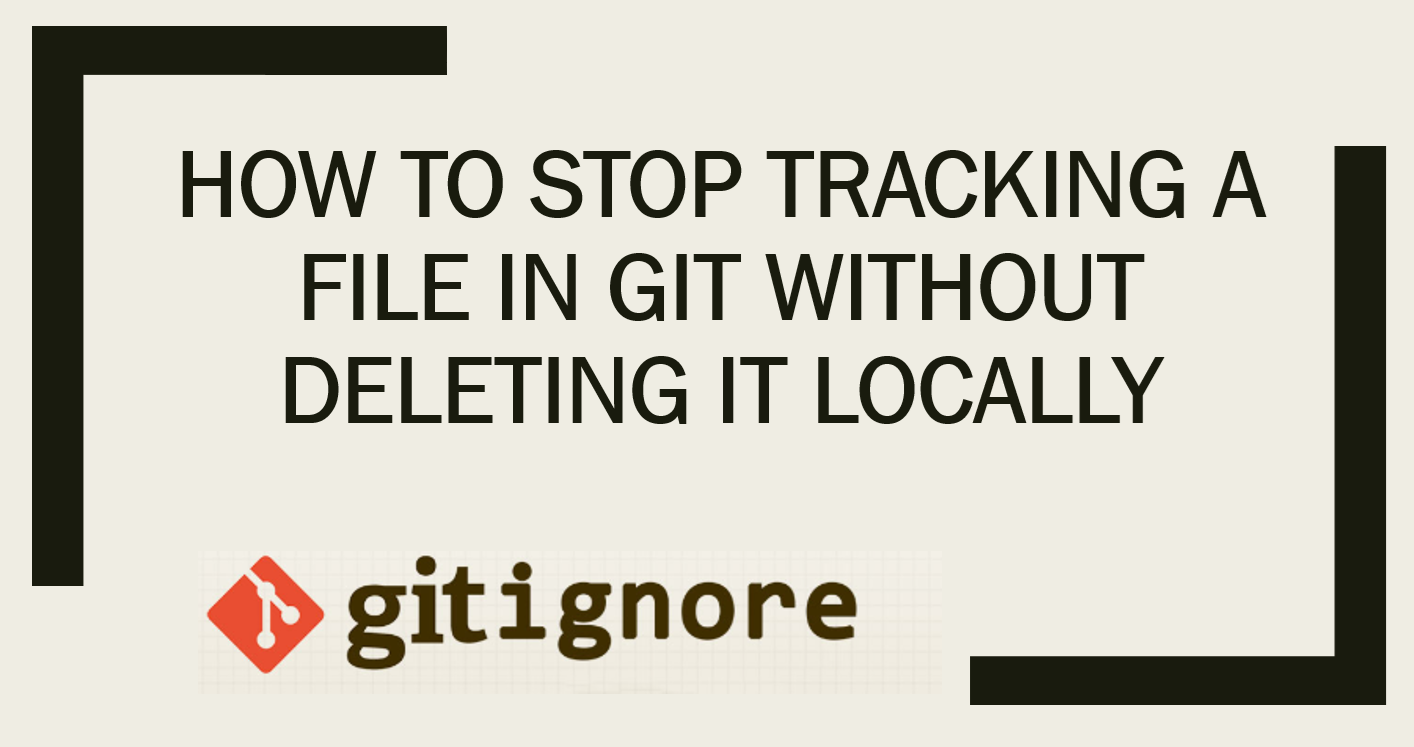 HOW TO STOP TRACKING A
FILE IN GIT WITHOUT
DELETING IT LOCALLY
gitignore